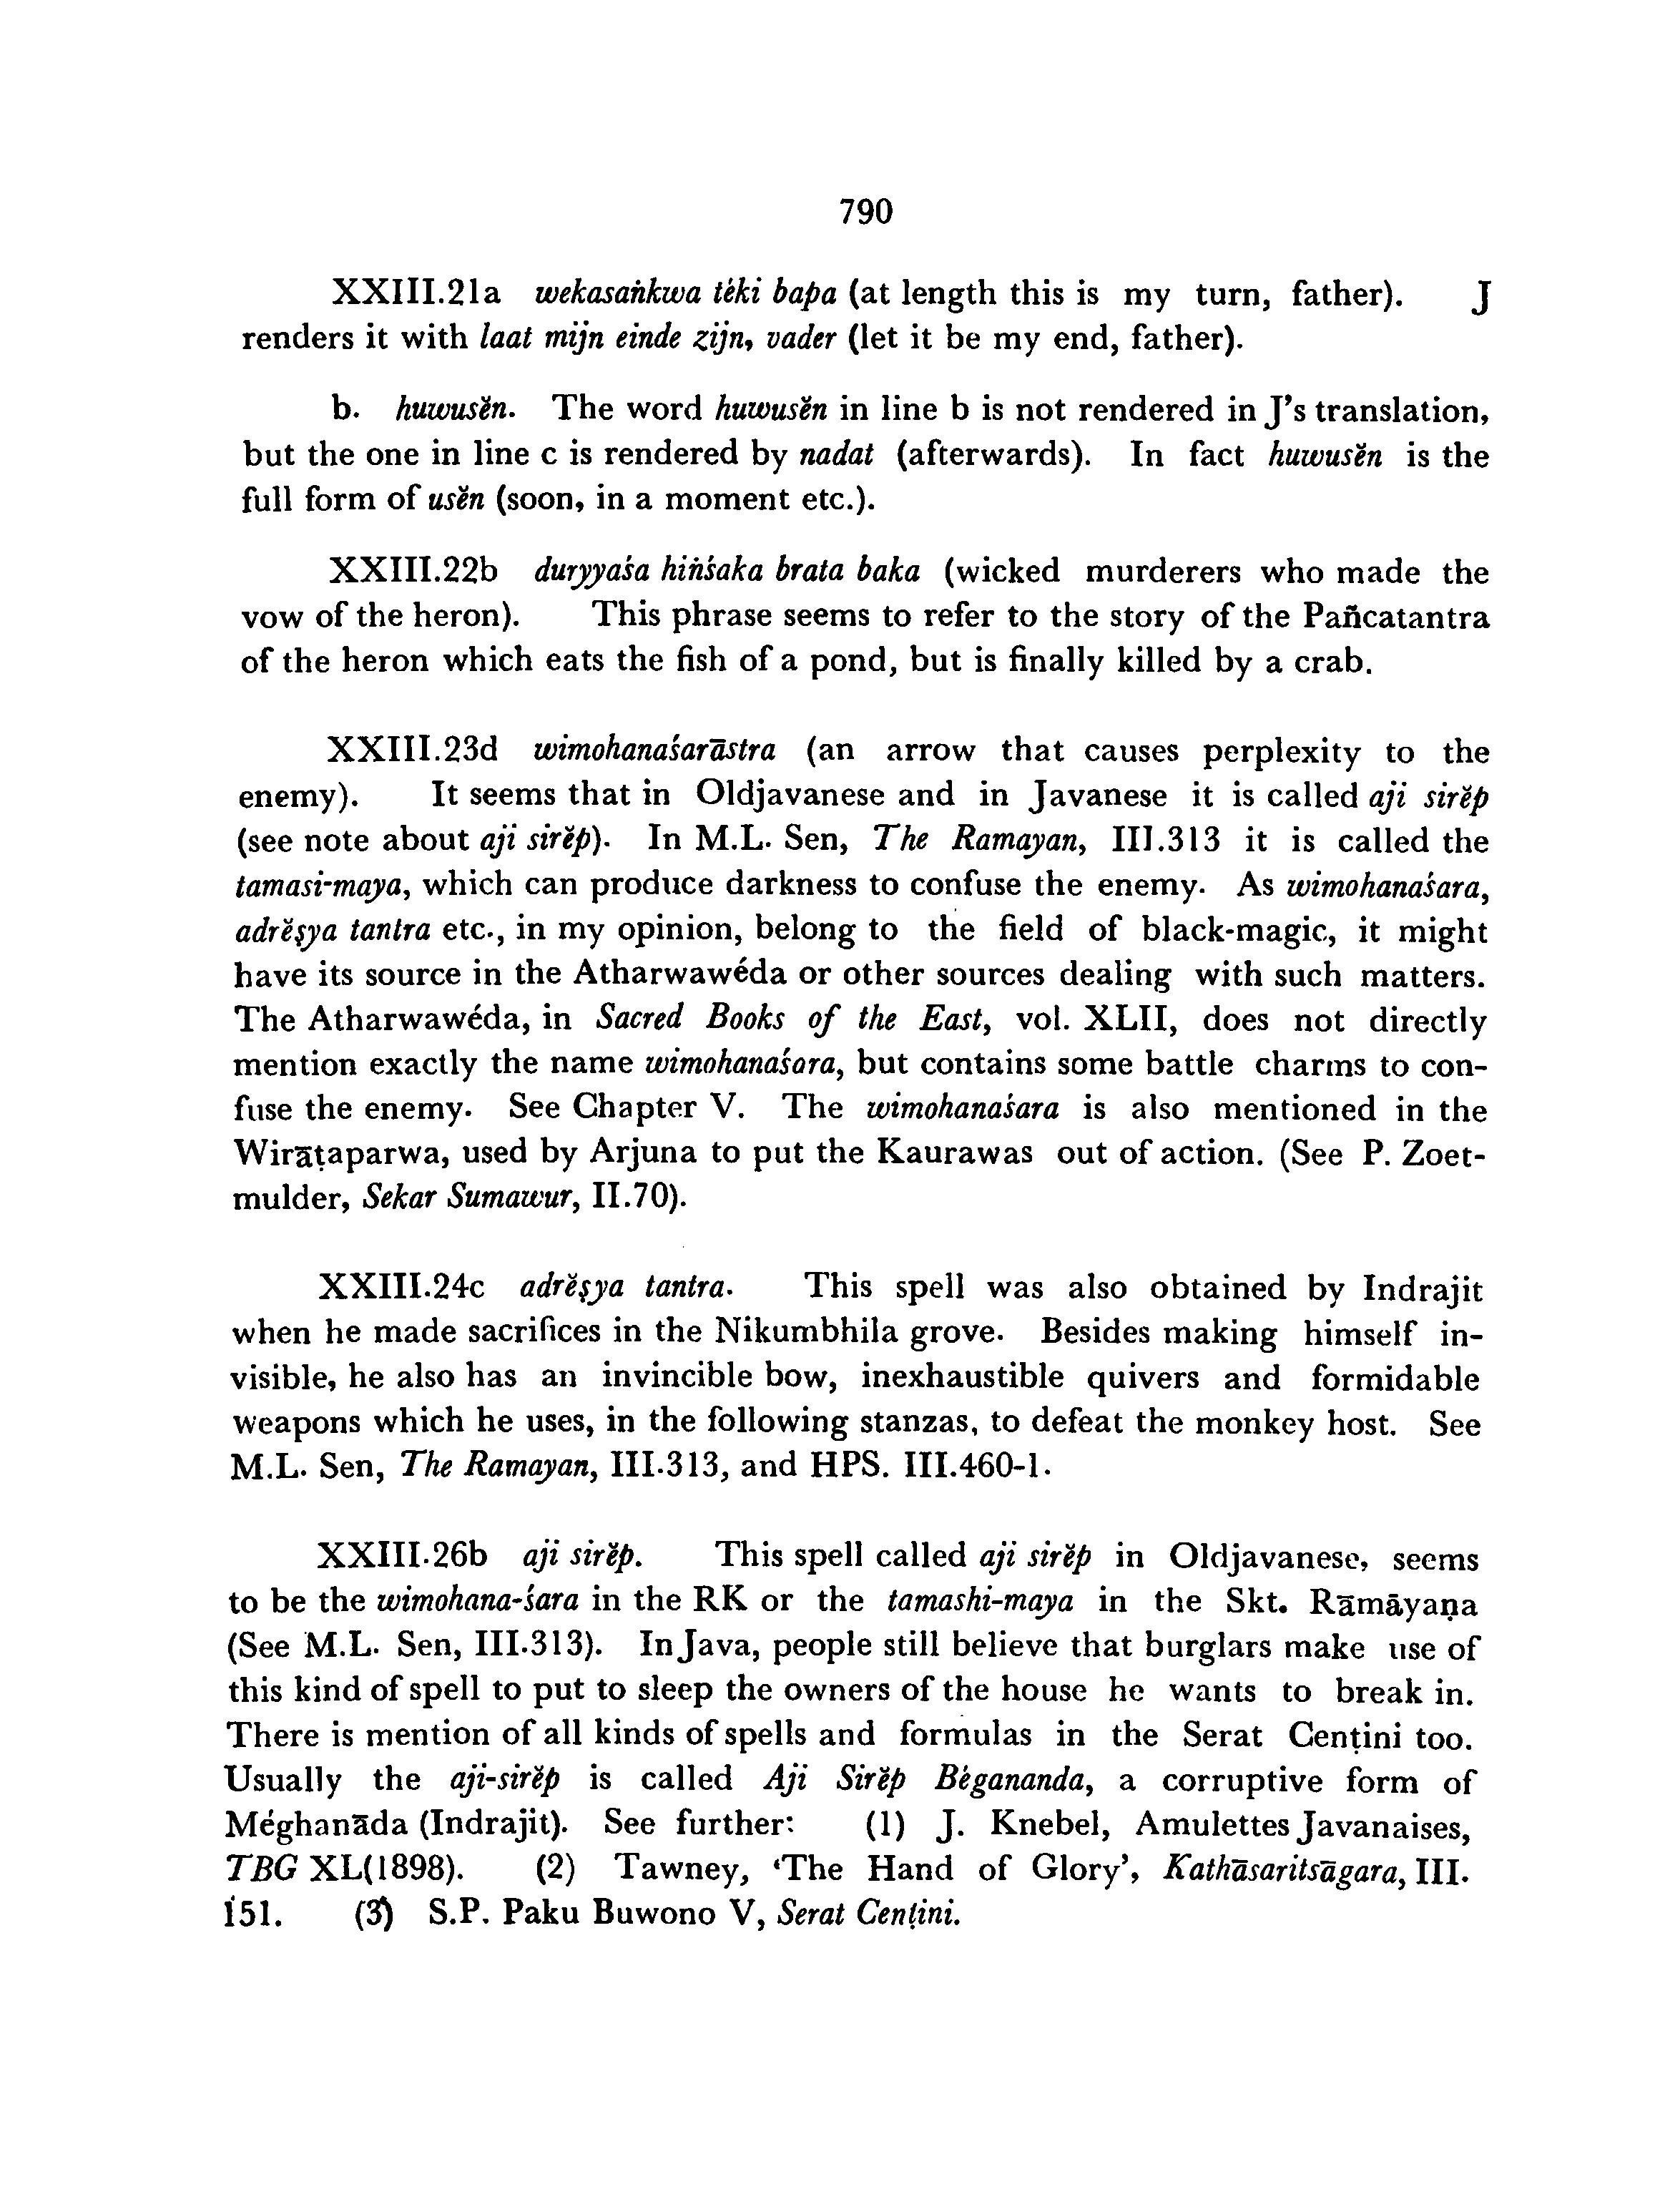 790
XXIII.21a wekasaṅkwa tèki bapa (at length this is my turn, father). J
renders it with laat mijn einde zijn, vader (let it be my end, father).
b. huwusĕn. The word huwusĕn in line b is not rendered in J's translation,
but the one in line c is rendered by nadat (afterwards). In fact huwusĕn is the
full form of usĕn (soon, in a moment etc.).
XXIII.22b duryyaśa hiṅśaka brata baka (wicked murderers who made the
vow of the heron). This phrase seems to refer to the story of the Pañcatantra
of the heron which eats the fish of a pond, but is finally killed by a crab.
XXIII.23d wimohanaśarāstra (an arrow that causes perplexity to the
enemy). It seems that in Oldjavanese and in Javanese it is called aji sirĕp
(see note about aji sirĕp). In M.L. Sen, The Ramayan, III.313 it is called the
tamasi-maya, which can produce darkness to confuse the enemy. As wimohanaśara,
adrĕṣya tantra etc., in my opinion, belong to the field of black-magic, it might
have its source in the Atharwawéda or other sources dealing with such matters.
The Atharwawéda, in Sacred Books of the East, vol. XLII, does not directly
mention exactly the name wimohanaśora, but contains some battle charms to con-
fuse the enemy. See Chapter V. The wimohanaśara is also mentioned in the
Wirāṭaparwa, used by Arjuna to put the Kaurawas out of action. (See P. Zoet-
mulder, Sekar Sumawur, II.70).
XXIII.24c adrĕṣya tantra. This spell was also obtained by Indrajit
when he made sacrifices in the Nikumbhila grove. Besides making himself in-
visible, he also has an invincible bow, inexhaustible quivers and formidable
weapons which he uses, in the following stanzas, to defeat the monkey host. See
M.L. Sen, The Ramayan, III.313, and HPS. III.460-1.
XXIII.26b aji sirĕp. This spell called aji sirĕp in Oldjavanese, seems
to be the wimohana-śara in the RK or the tamashi-maya in the Skt. Rāmāyaṇa
(See M.L. Sen, III.313). In Java, people still believe that burglars make use of
this kind of spell to put to sleep the owners of the house he wants to break in.
There is mention of all kinds of spells and formulas in the Serat Cenṭini too.
Usually the aji-sirĕp is called Aji Sirĕp Bègananda, a corruptive form of
Méghanāda (Indrajit). See further: (1) J. Knebel, Amulettes Javanaises,
TBG XL(1898). (2) Tawney, ‘The Hand of Glory’, Kathāsaritsāgara, III.
151. (3) S.P. Paku Buwono V, Serat Cenṭini.